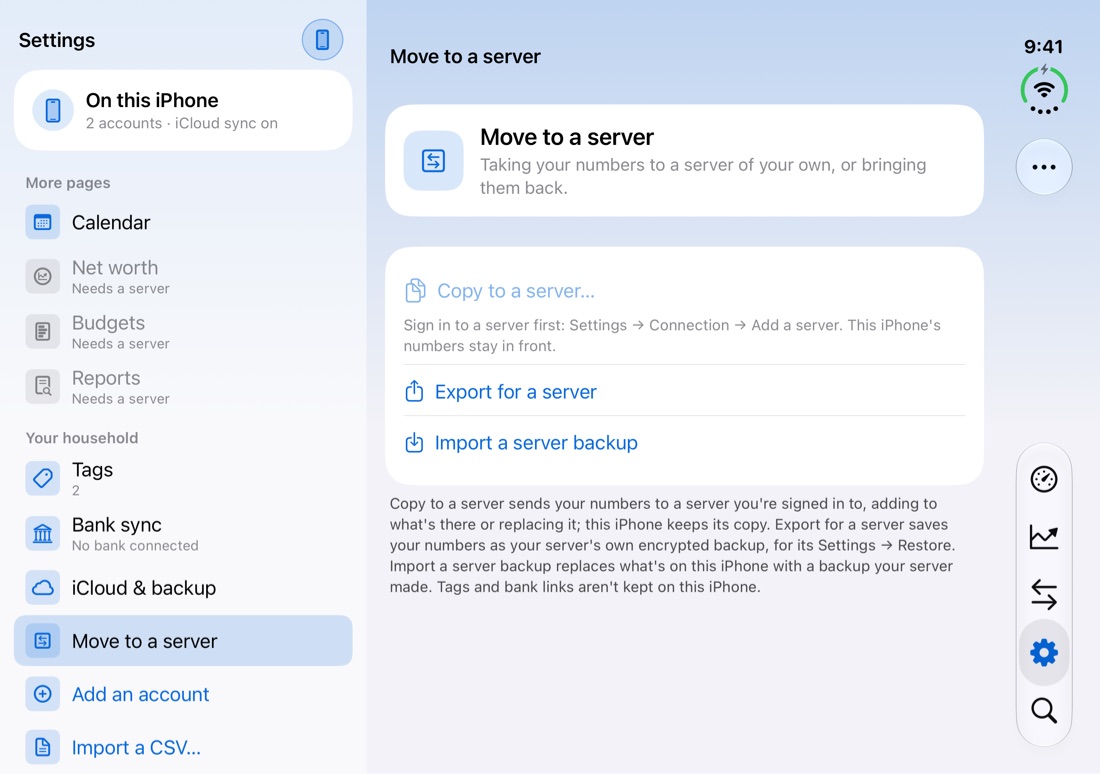 Settings
On this iPhone
2 accounts · iCloud sync on
More pages
Calendar
Net worth
Needs a server
Budgets
Needs a server
Reports
Needs a server
Your household
Tags
2
Bank sync
No bank connected
iCloud & backup
Move to a server
Add an account
Import a CSV...
Move to a server
Move to a server
Taking your numbers to a server of your own, or bringing
them back.
Copy to a server...
Sign in to a server first: Settings → Connection → Add a server. This iPhone's
numbers stay in front.
Export for a server
Import a server backup
Copy to a server sends your numbers to a server you're signed in to, adding to
what's there or replacing it; this iPhone keeps its copy. Export for a server saves
your numbers as your server's own encrypted backup, for its Settings → Restore.
Import a server backup replaces what's on this iPhone with a backup your server
made. Tags and bank links aren't kept on this iPhone.
9:41